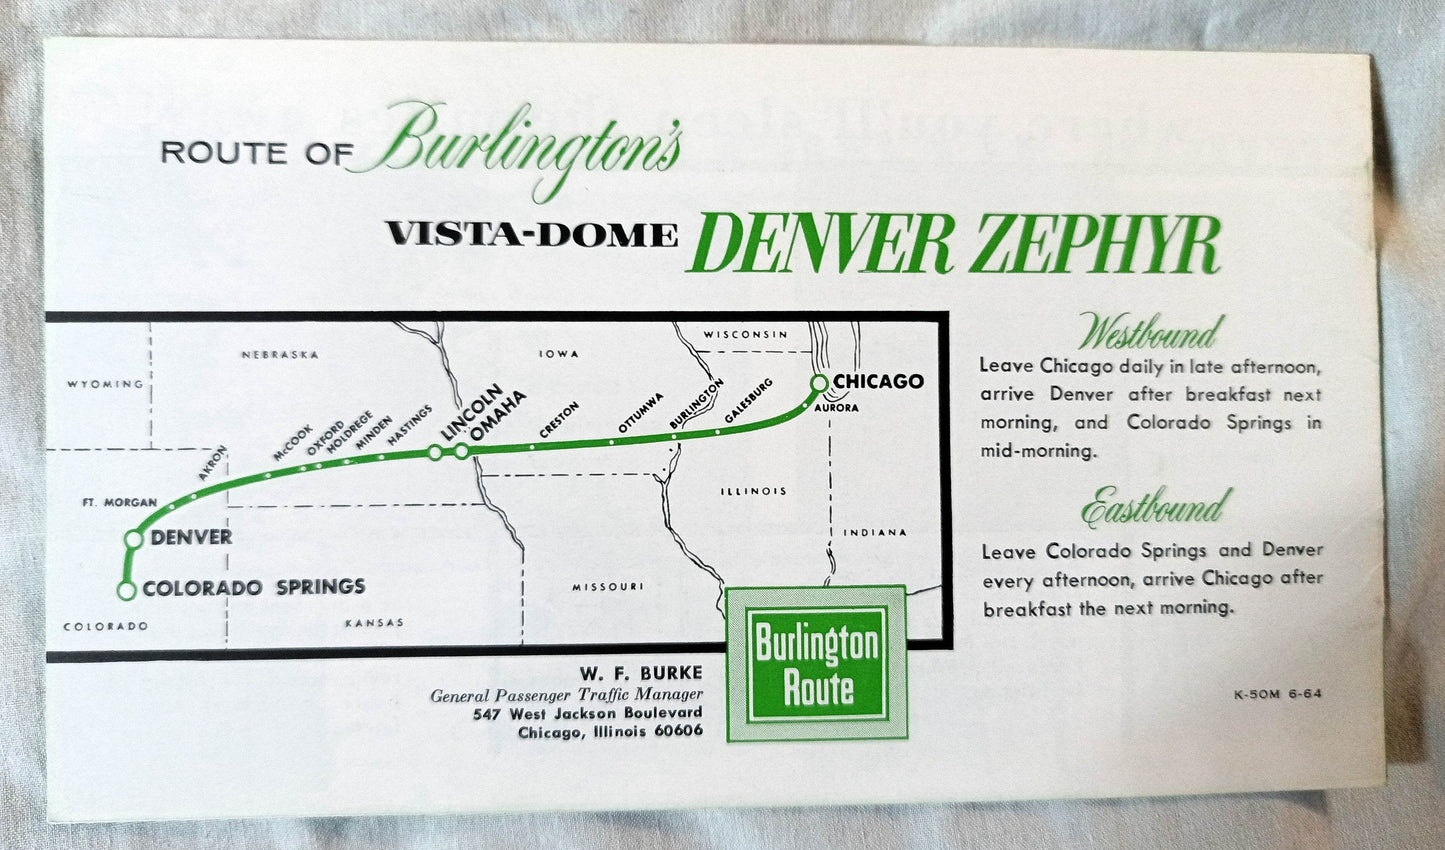 ROUTE OF Burlington's
VISTA-DOME DENVER ZEPHYR
WYOMING
NEBRASKA
IOWA
WISCONSIN
CHICAGO
AURORA
GALESBURG
BURLINGTON
OTTUMWA
CRESTON
OMAHA
LINCOLN
HASTINGS
MINDEN
HOLDREGE
OXFORD
McCOOK
AKRON
FT. MORGAN
DENVER
COLORADO SPRINGS
COLORADO
KANSAS
MISSOURI
ILLINOIS
INDIANA
Westbound
Leave Chicago daily in late afternoon,
arrive Denver after breakfast next
morning, and Colorado Springs in
mid-morning.
Eastbound
Leave Colorado Springs and Denver
every afternoon, arrive Chicago after
breakfast the next morning.
W. F. BURKE
General Passenger Traffic Manager
547 West Jackson Boulevard
Chicago, Illinois 60606
Burlington
Route
K-50M 6-64